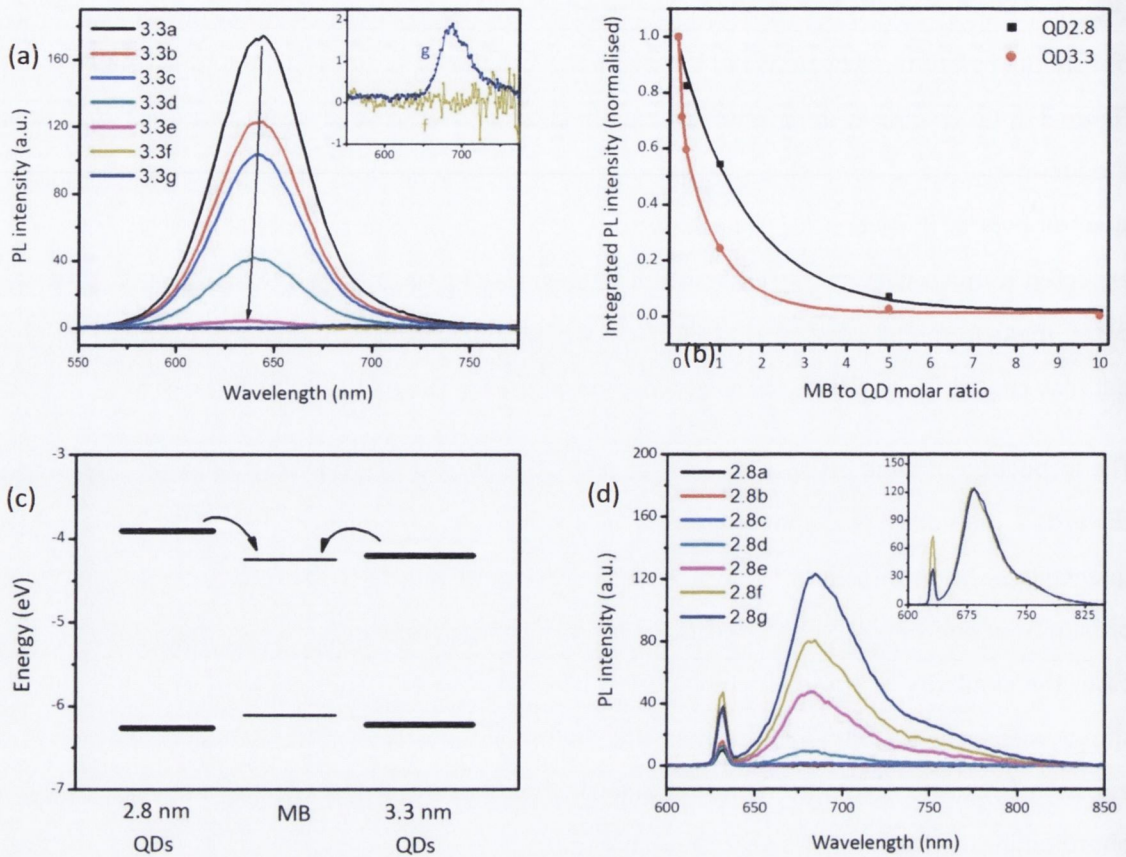 (a)
PL intensity (a.u.)
160
120
80
40
0
3.3a
3.3b
3.3c
3.3d
3.3e
3.3f
3.3g
2
1
0
-1
g
f
600 700
550 600 650 700 750
Wavelength (nm)
Integrated PL intensity (normalised)
1.0
0.8
0.6
0.4
0.2
0.0
QD2.8
QD3.3
(b)
0 1 2 3 4 5 6 7 8 9 10
MB to QD molar ratio
(c)
Energy (eV)
-3
-4
-5
-6
-7
2.8 nm MB 3.3 nm
QDs QDs
(d)
PL intensity (a.u.)
200
160
120
80
40
0
2.8a
2.8b
2.8c
2.8d
2.8e
2.8f
2.8g
150
120
90
60
30
0
600 675 750 825
600 650 700 750 800 850
Wavelength (nm)